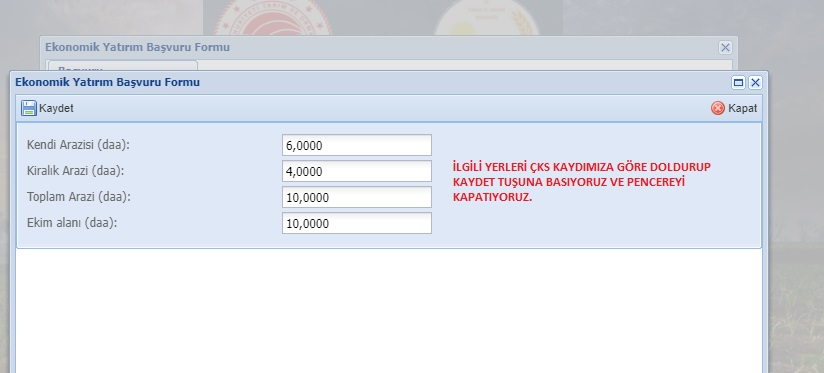 Ekonomik Yatırım Başvuru Formu
Ekonomik Yatırım Başvuru Formu
Kaydet
Kapat
Kendi Arazisi (daa): 6,0000
Kiralık Arazi (daa): 4,0000
Toplam Arazi (daa): 10,0000
Ekim alanı (daa): 10,0000
İLGİLİ YERLERİ ÇKS KAYDIMIZA GÖRE DOLDURUP
KAYDET TUŞUNA BASIYORUZ VE PENCEREYİ
KAPATIYORUZ.